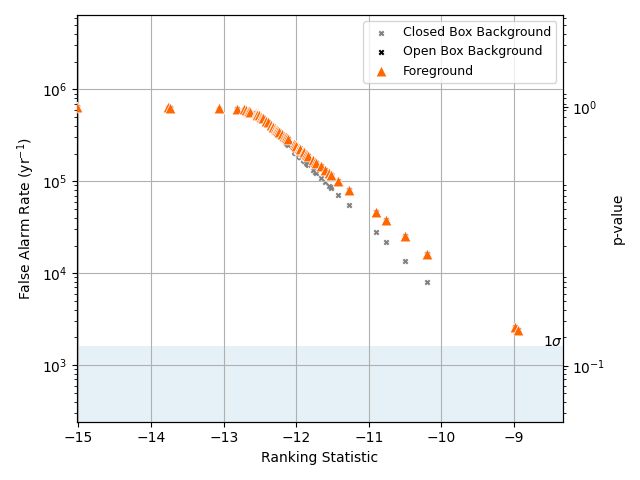 Closed Box Background
Open Box Background
Foreground
False Alarm Rate (yr⁻¹)
10⁶
10⁵
10⁴
10³
10⁰
10⁻¹
p-value
1σ
−15 −14 −13 −12 −11 −10 −9
Ranking Statistic